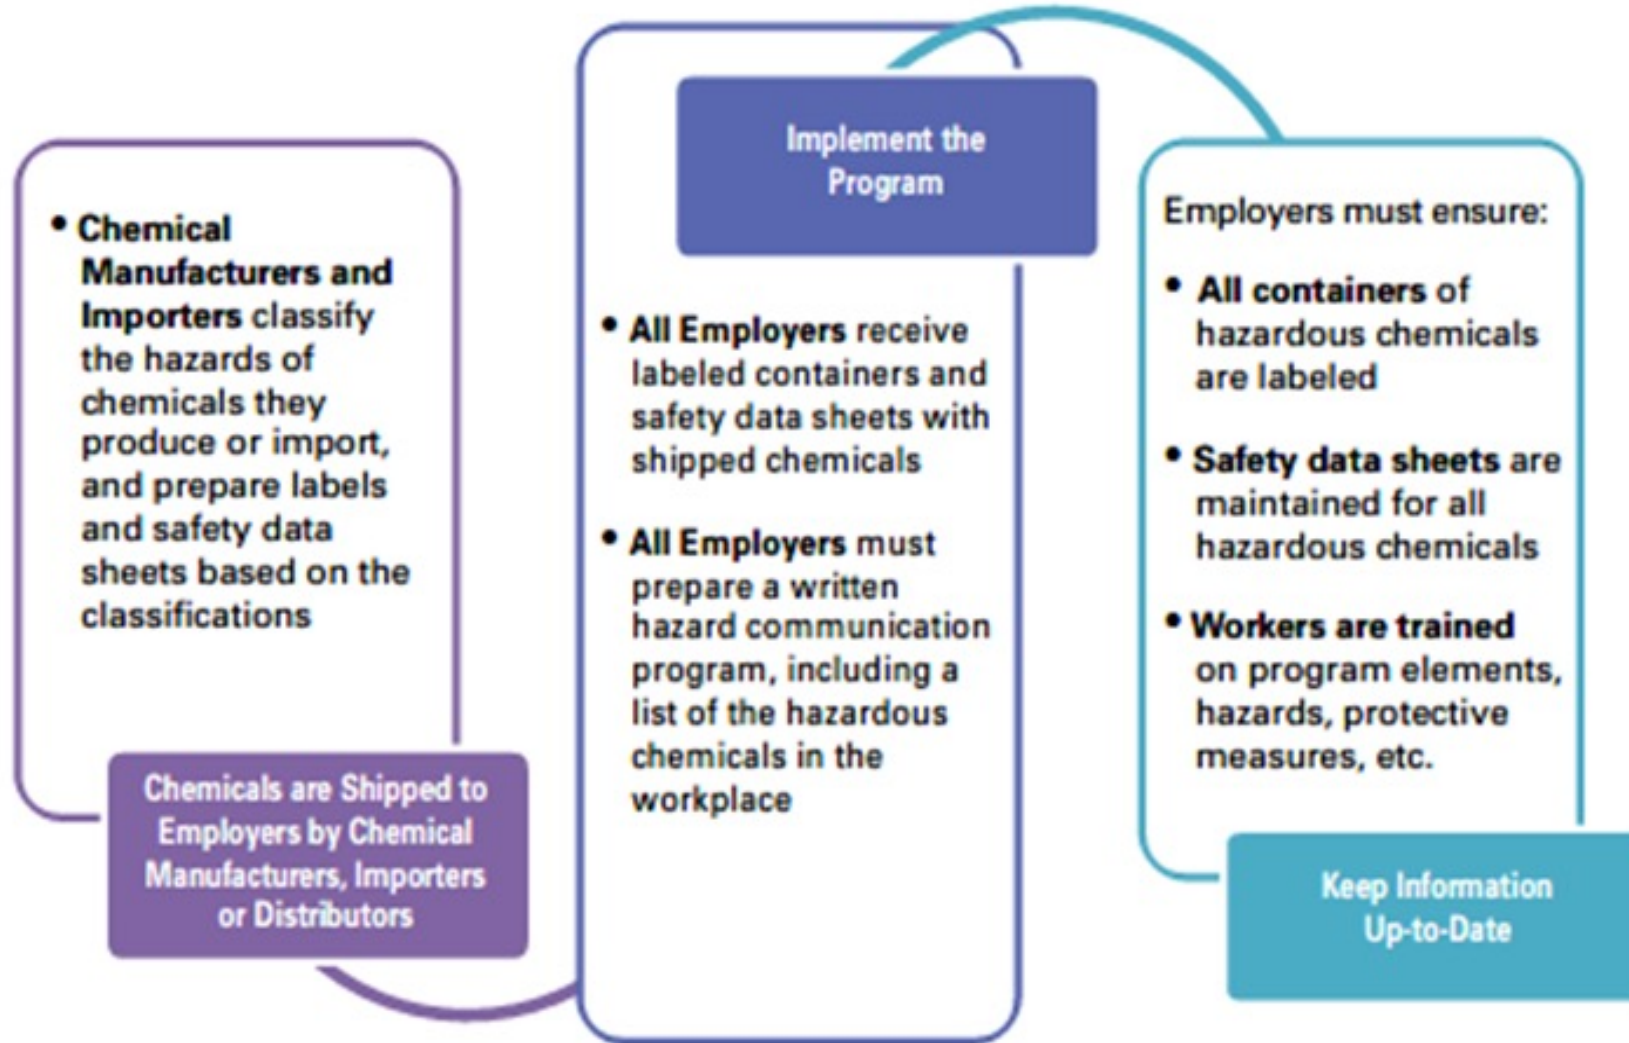 • Chemical
Manufacturers and
Importers classify
the hazards of
chemicals they
produce or import,
and prepare labels
and safety data
sheets based on the
classifications
Chemicals are Shipped to
Employers by Chemical
Manufacturers, Importers
or Distributors
Implement the
Program
• All Employers receive
labeled containers and
safety data sheets with
shipped chemicals
• All Employers must
prepare a written
hazard communication
program, including a
list of the hazardous
chemicals in the
workplace
Employers must ensure:
• All containers of
hazardous chemicals
are labeled
• Safety data sheets are
maintained for all
hazardous chemicals
• Workers are trained
on program elements,
hazards, protective
measures, etc.
Keep Information
Up-to-Date